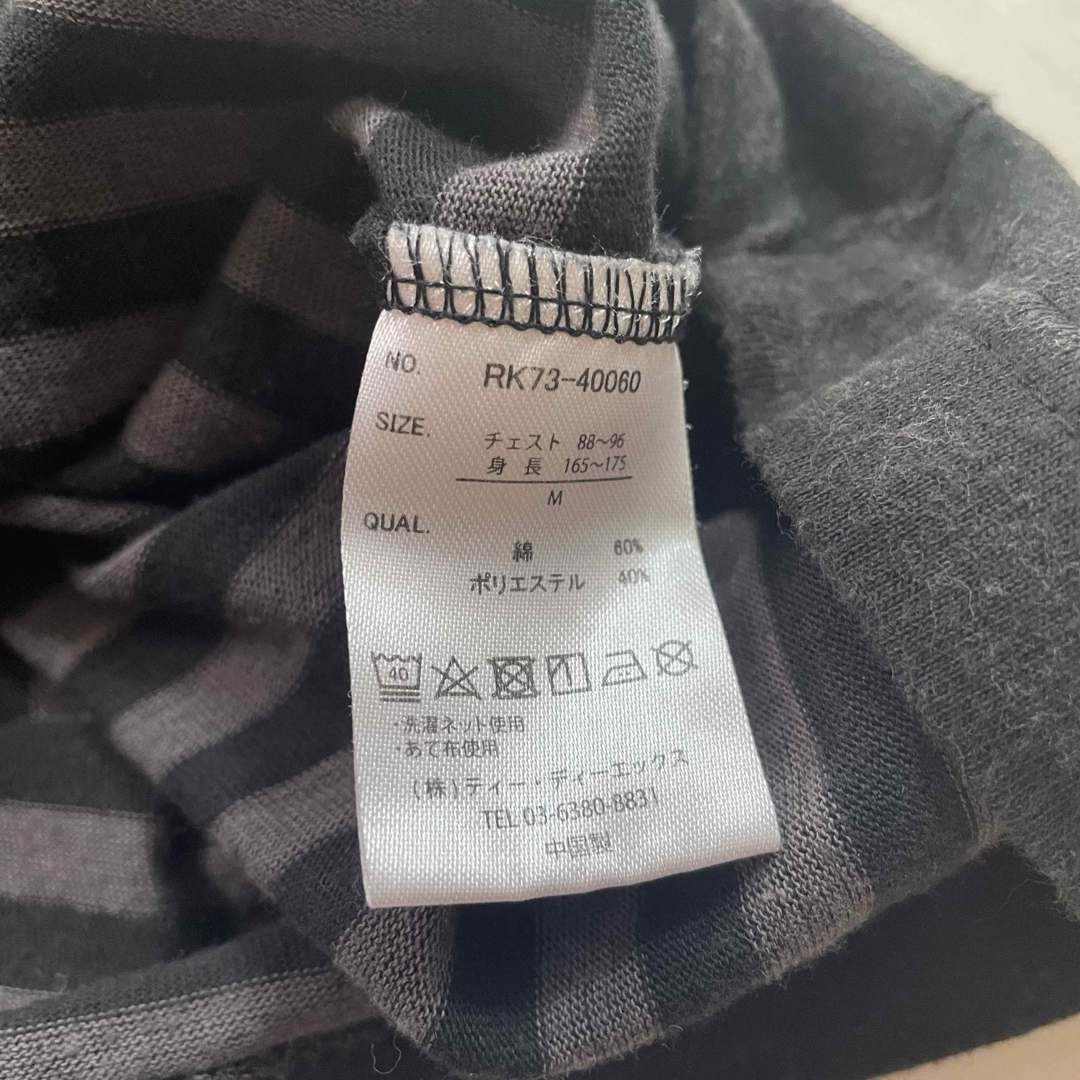 NO. RK73-40060
SIZE. チェスト 88~96
身長 165~175
M
QUAL.
綿 60%
ポリエステル 40%
40
・洗濯ネット使用
・あて布使用
(株)ティー・ディーエックス
TEL 03-6380-8831
中国製